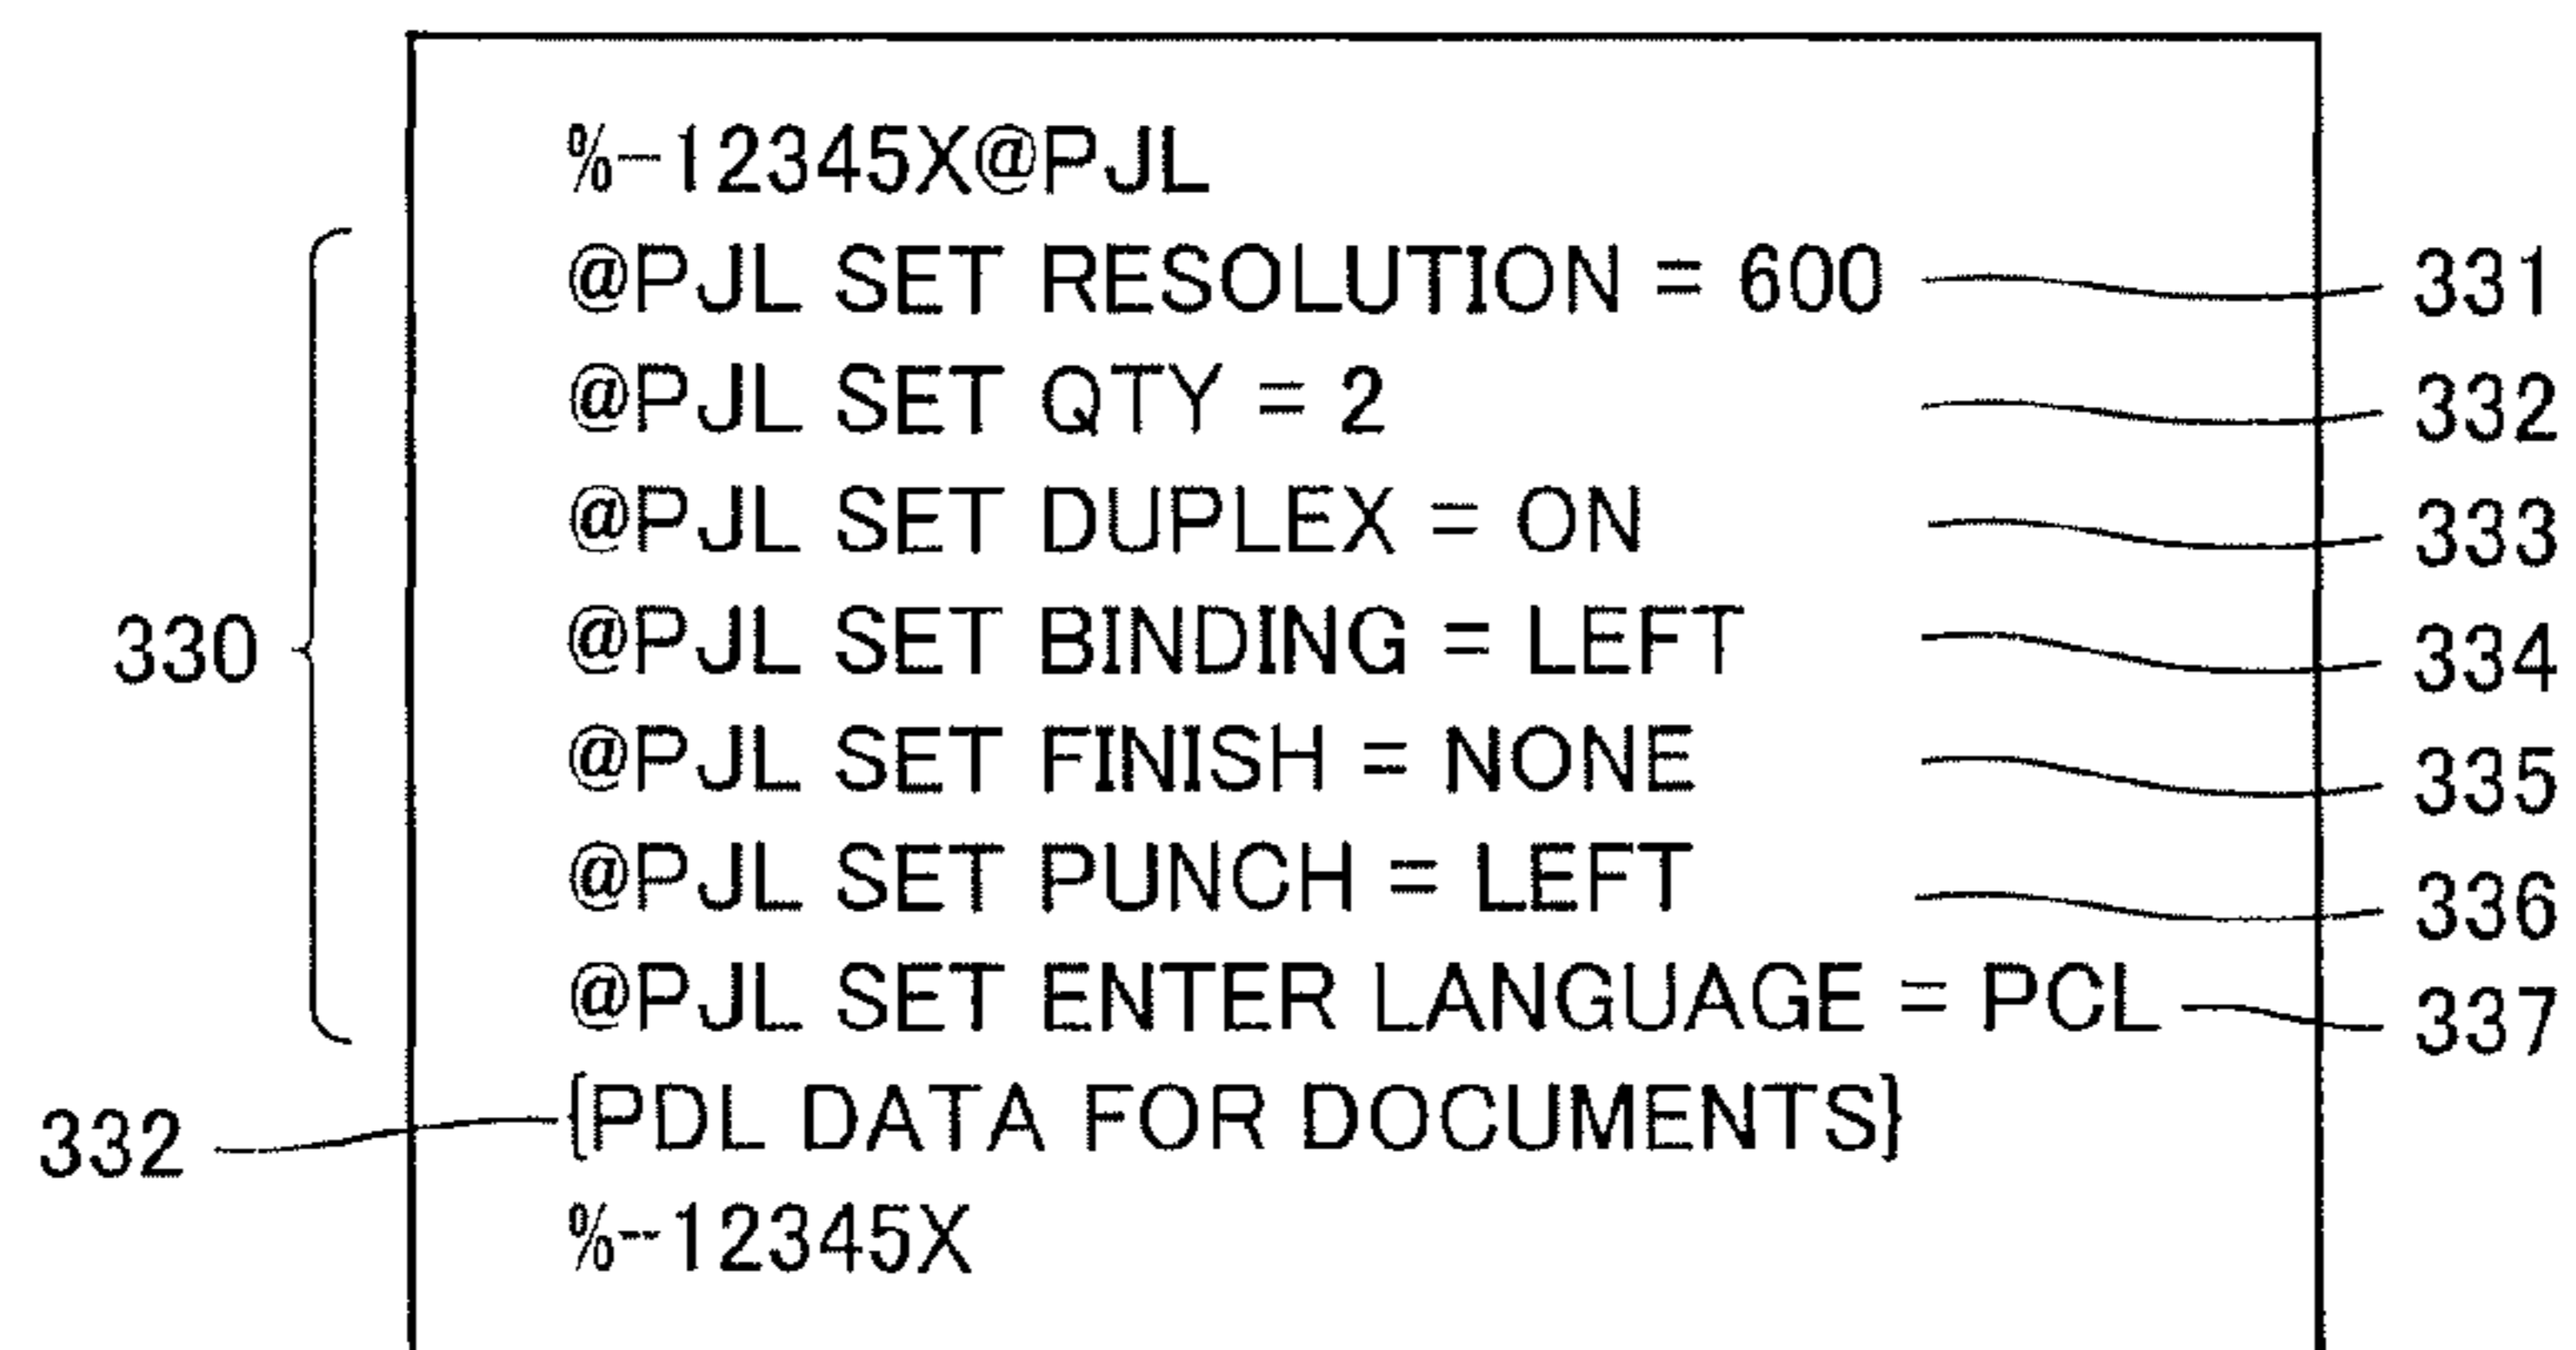 %-12345X@PJL
@PJL SET RESOLUTION = 600 331
@PJL SET QTY = 2 332
@PJL SET DUPLEX = ON 333
330 @PJL SET BINDING = LEFT 334
@PJL SET FINISH = NONE 335
@PJL SET PUNCH = LEFT 336
@PJL SET ENTER LANGUAGE = PCL 337
332 {PDL DATA FOR DOCUMENTS}
%--12345X